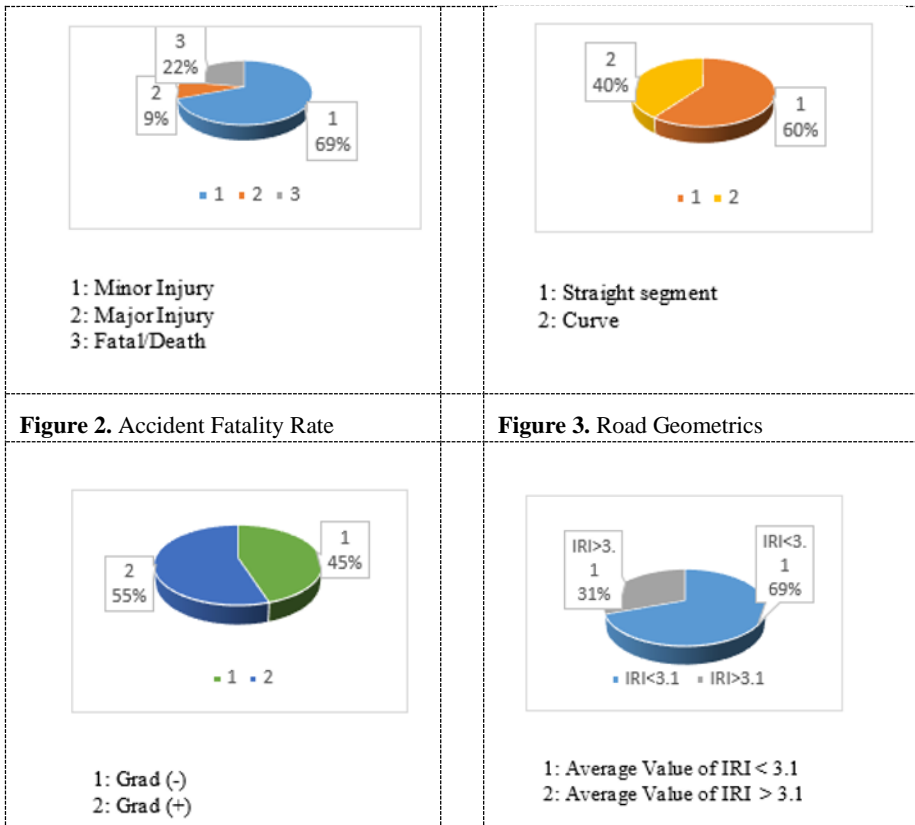 3
22%
2
9%
1
69%
1 2 3
1: Minor Injury
2: Major Injury
3: Fatal/Death
Figure 2. Accident Fatality Rate
2
40%
1
60%
1 2
1: Straight segment
2: Curve
Figure 3. Road Geometrics
2
55%
1
45%
1 2
1: Grad (-)
2: Grad (+)
IRI>3.
1
31%
IRI<3.
1
69%
IRI<3.1 IRI>3.1
1: Average Value of IRI < 3.1
2: Average Value of IRI > 3.1